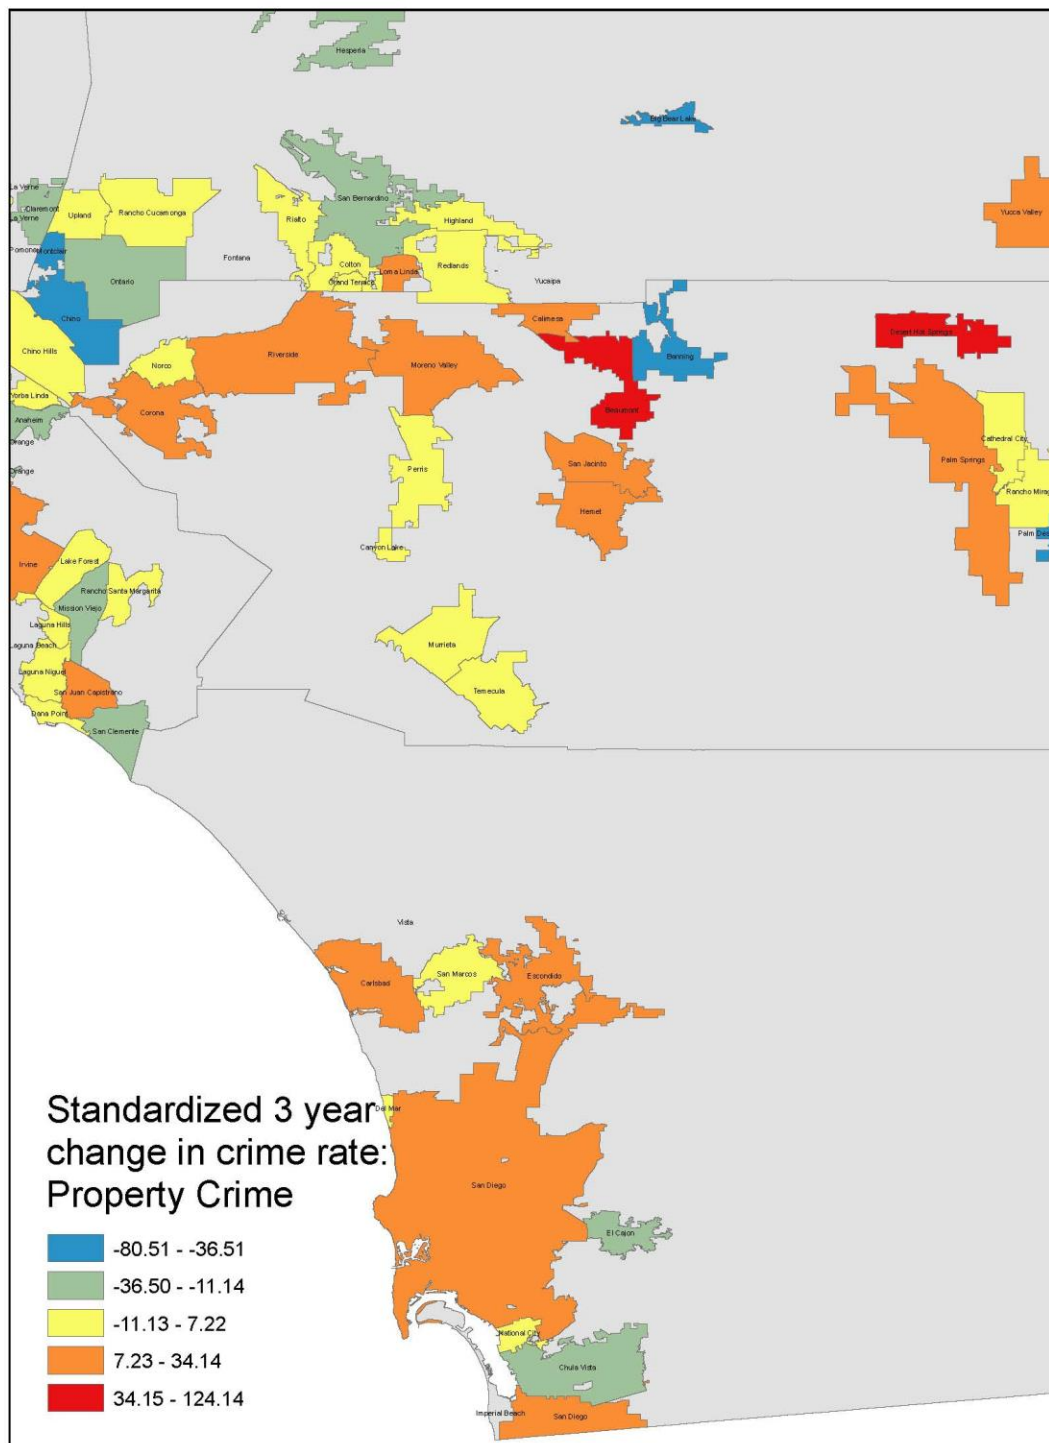 Hesperia
Big Bear Lake
La Verne
Claremont
La Verne
Upland
Rancho Cucamonga
San Bernardino
Rialto
Highland
Yucca Valley
Pomona
Montclair
Fontana
Colton
Loma Linda
Redlands
Ontario
Grand Terrace
Yucaipa
Chino
Calimesa
Desert Hot Springs
Chino Hills
Riverside
Banning
Norco
Moreno Valley
Yorba Linda
Corona
Beaumont
Anaheim
Orange
Cathedral City
Orange
San Jacinto
Palm Springs
Perris
Rancho Mirag
Hemet
Palm Des
Canyon Lake
Irvine
Lake Forest
Rancho Santa Margarita
Mission Viejo
Laguna Hills
Laguna Beach
Murrieta
Laguna Niguel
San Juan Capistrano
Temecula
Dana Point
San Clemente
Vista
Carlsbad
San Marcos
Escondido
Del Mar
San Diego
El Cajon
National City
Chula Vista
Imperial Beach
San Diego
Standardized 3 year
change in crime rate:
Property Crime
-80.51 - -36.51
-36.50 - -11.14
-11.13 - 7.22
7.23 - 34.14
34.15 - 124.14